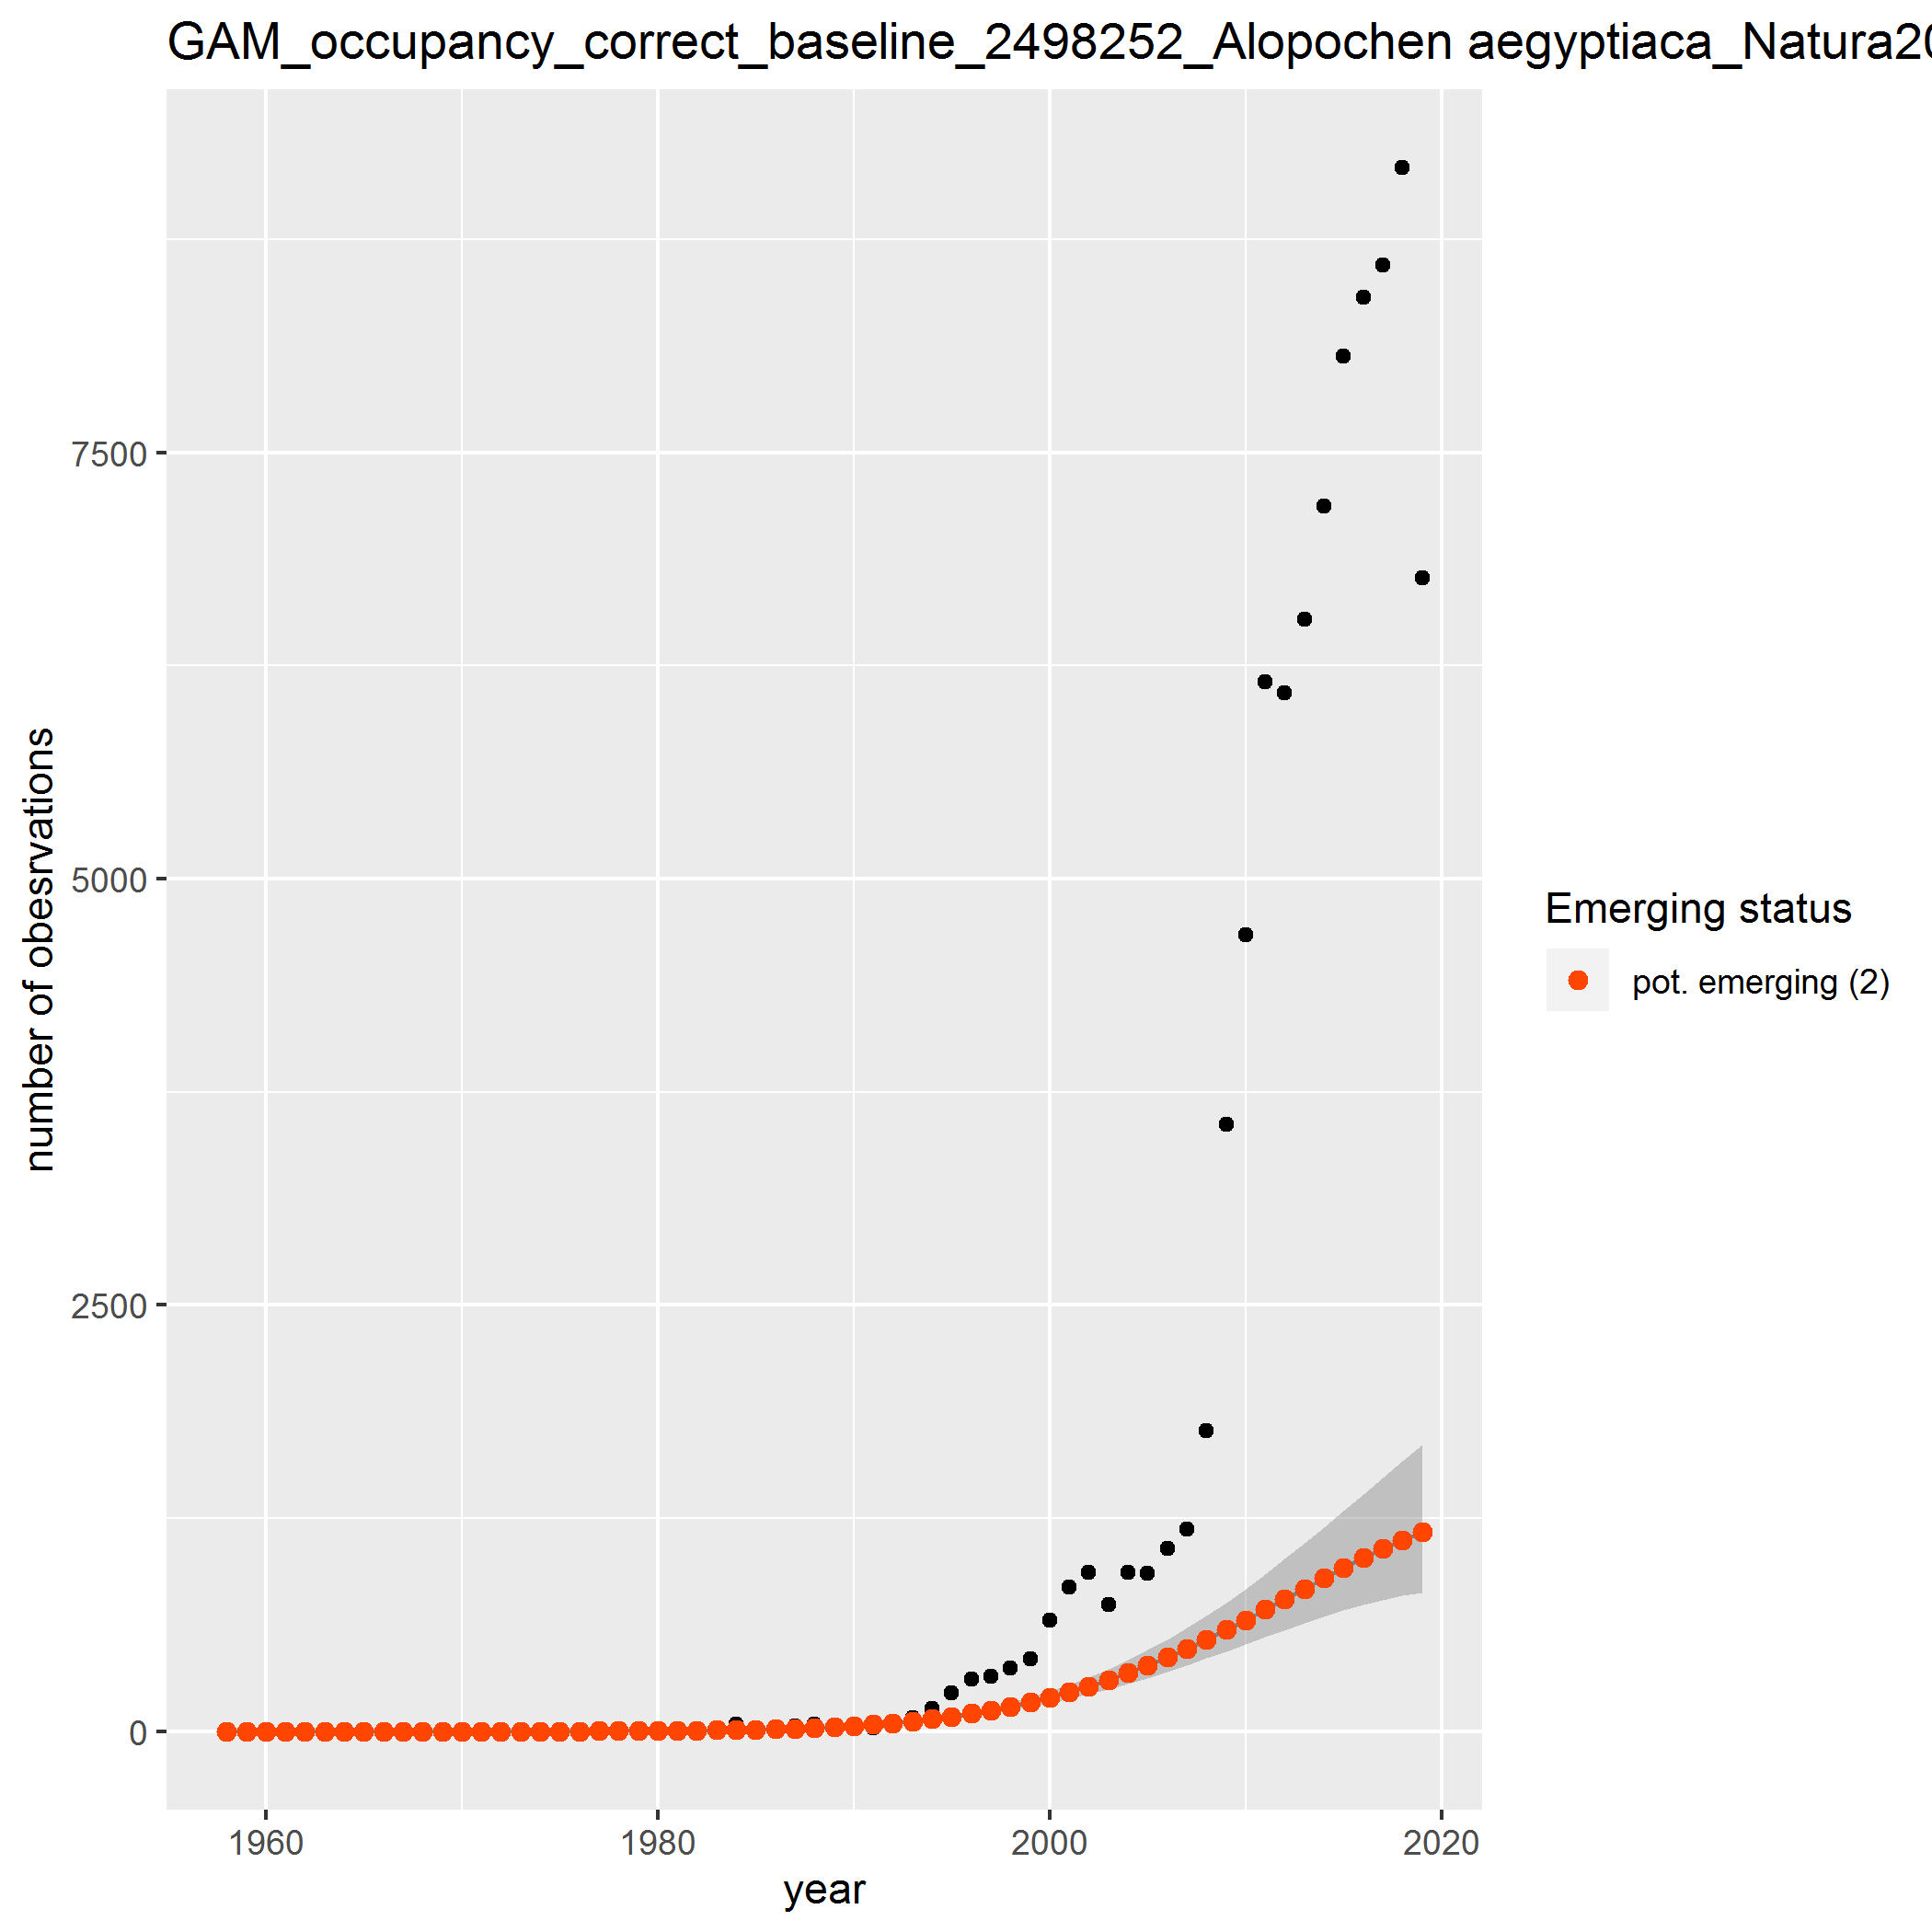 GAM_occupancy_correct_baseline_2498252_Alopochen aegyptiaca_Natura20
number of obesrvations
7500
5000
2500
0
1960 1980 2000 2020
year
Emerging status
pot. emerging (2)